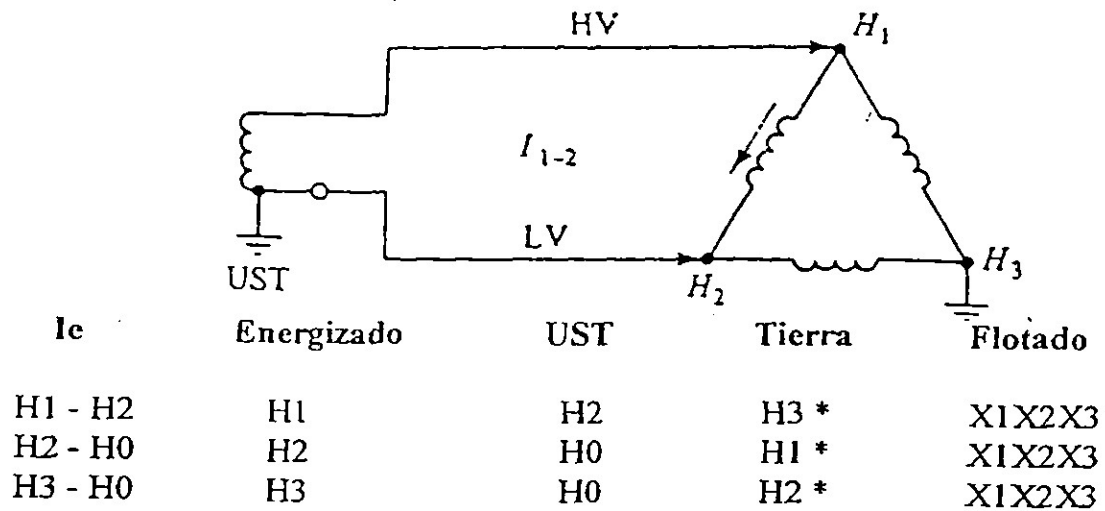 HV
H1
I1-2
LV
UST
H2
H3
Ie Energizado UST Tierra Flotado
H1 - H2 H1 H2 H3 * X1X2X3
H2 - H0 H2 H0 H1 * X1X2X3
H3 - H0 H3 H0 H2 * X1X2X3